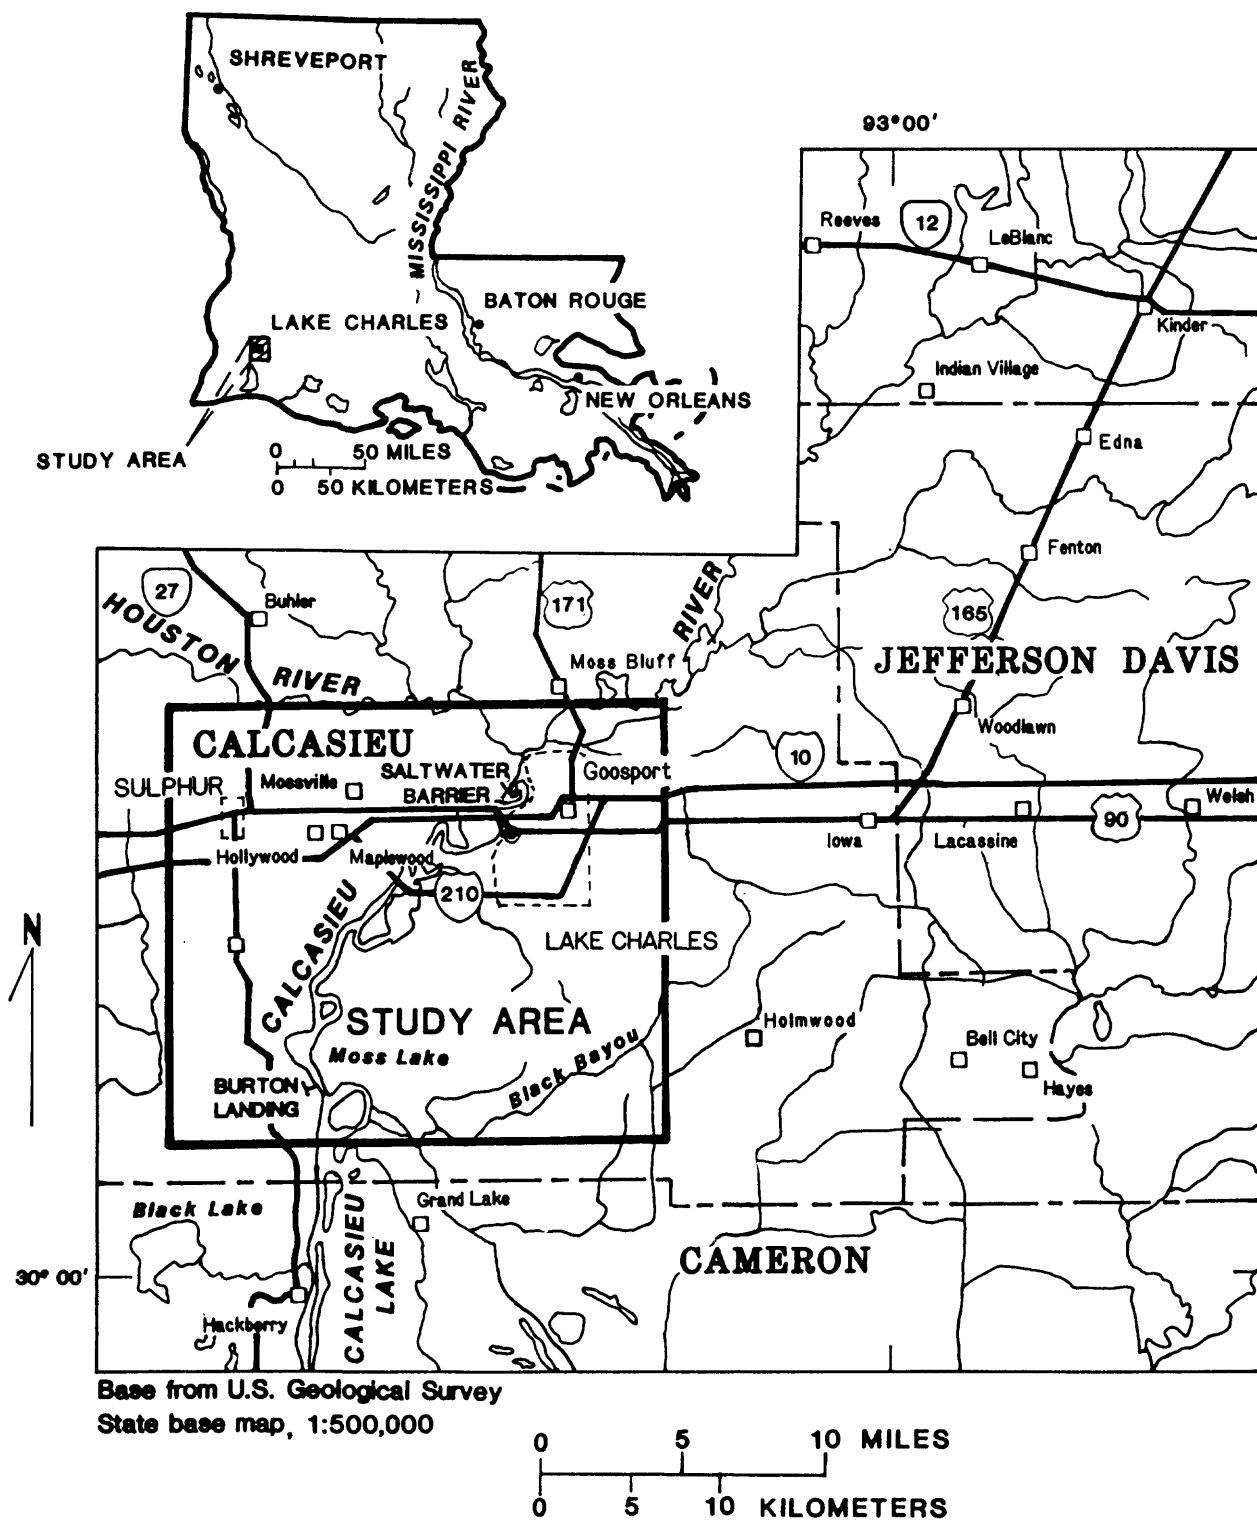 SHREVEPORT
MISSISSIPPI RIVER
BATON ROUGE
LAKE CHARLES
NEW ORLEANS
STUDY AREA
0 50 MILES
0 50 KILOMETERS
93°00'
Reeves
12
LeBlanc
Kinder
Indian Village
Edna
Fenton
27
Buhler
171
RIVER
165
HOUSTON RIVER
Moss Bluff
JEFFERSON DAVIS
Woodlawn
CALCASIEU
10
SULPHUR
Mossville
SALTWATER
BARRIER
Goosport
Welsh
90
Iowa
Lacassine
Hollywood
Maplewood
210
CALCASIEU
N
LAKE CHARLES
STUDY AREA
Holmwood
Moss Lake
Black Bayou
Bell City
Hayes
BURTON
LANDING
Black Lake
Grand Lake
CALCASIEU
LAKE
CAMERON
30° 00'
Hackberry
Base from U.S. Geological Survey
State base map, 1:500,000
0 5 10 MILES
0 5 10 KILOMETERS